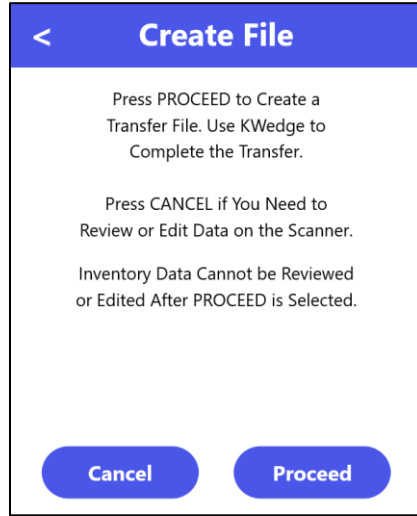 < Create File
Press PROCEED to Create a
Transfer File. Use KWedge to
Complete the Transfer.
Press CANCEL if You Need to
Review or Edit Data on the Scanner.
Inventory Data Cannot be Reviewed
or Edited After PROCEED is Selected.
Cancel Proceed